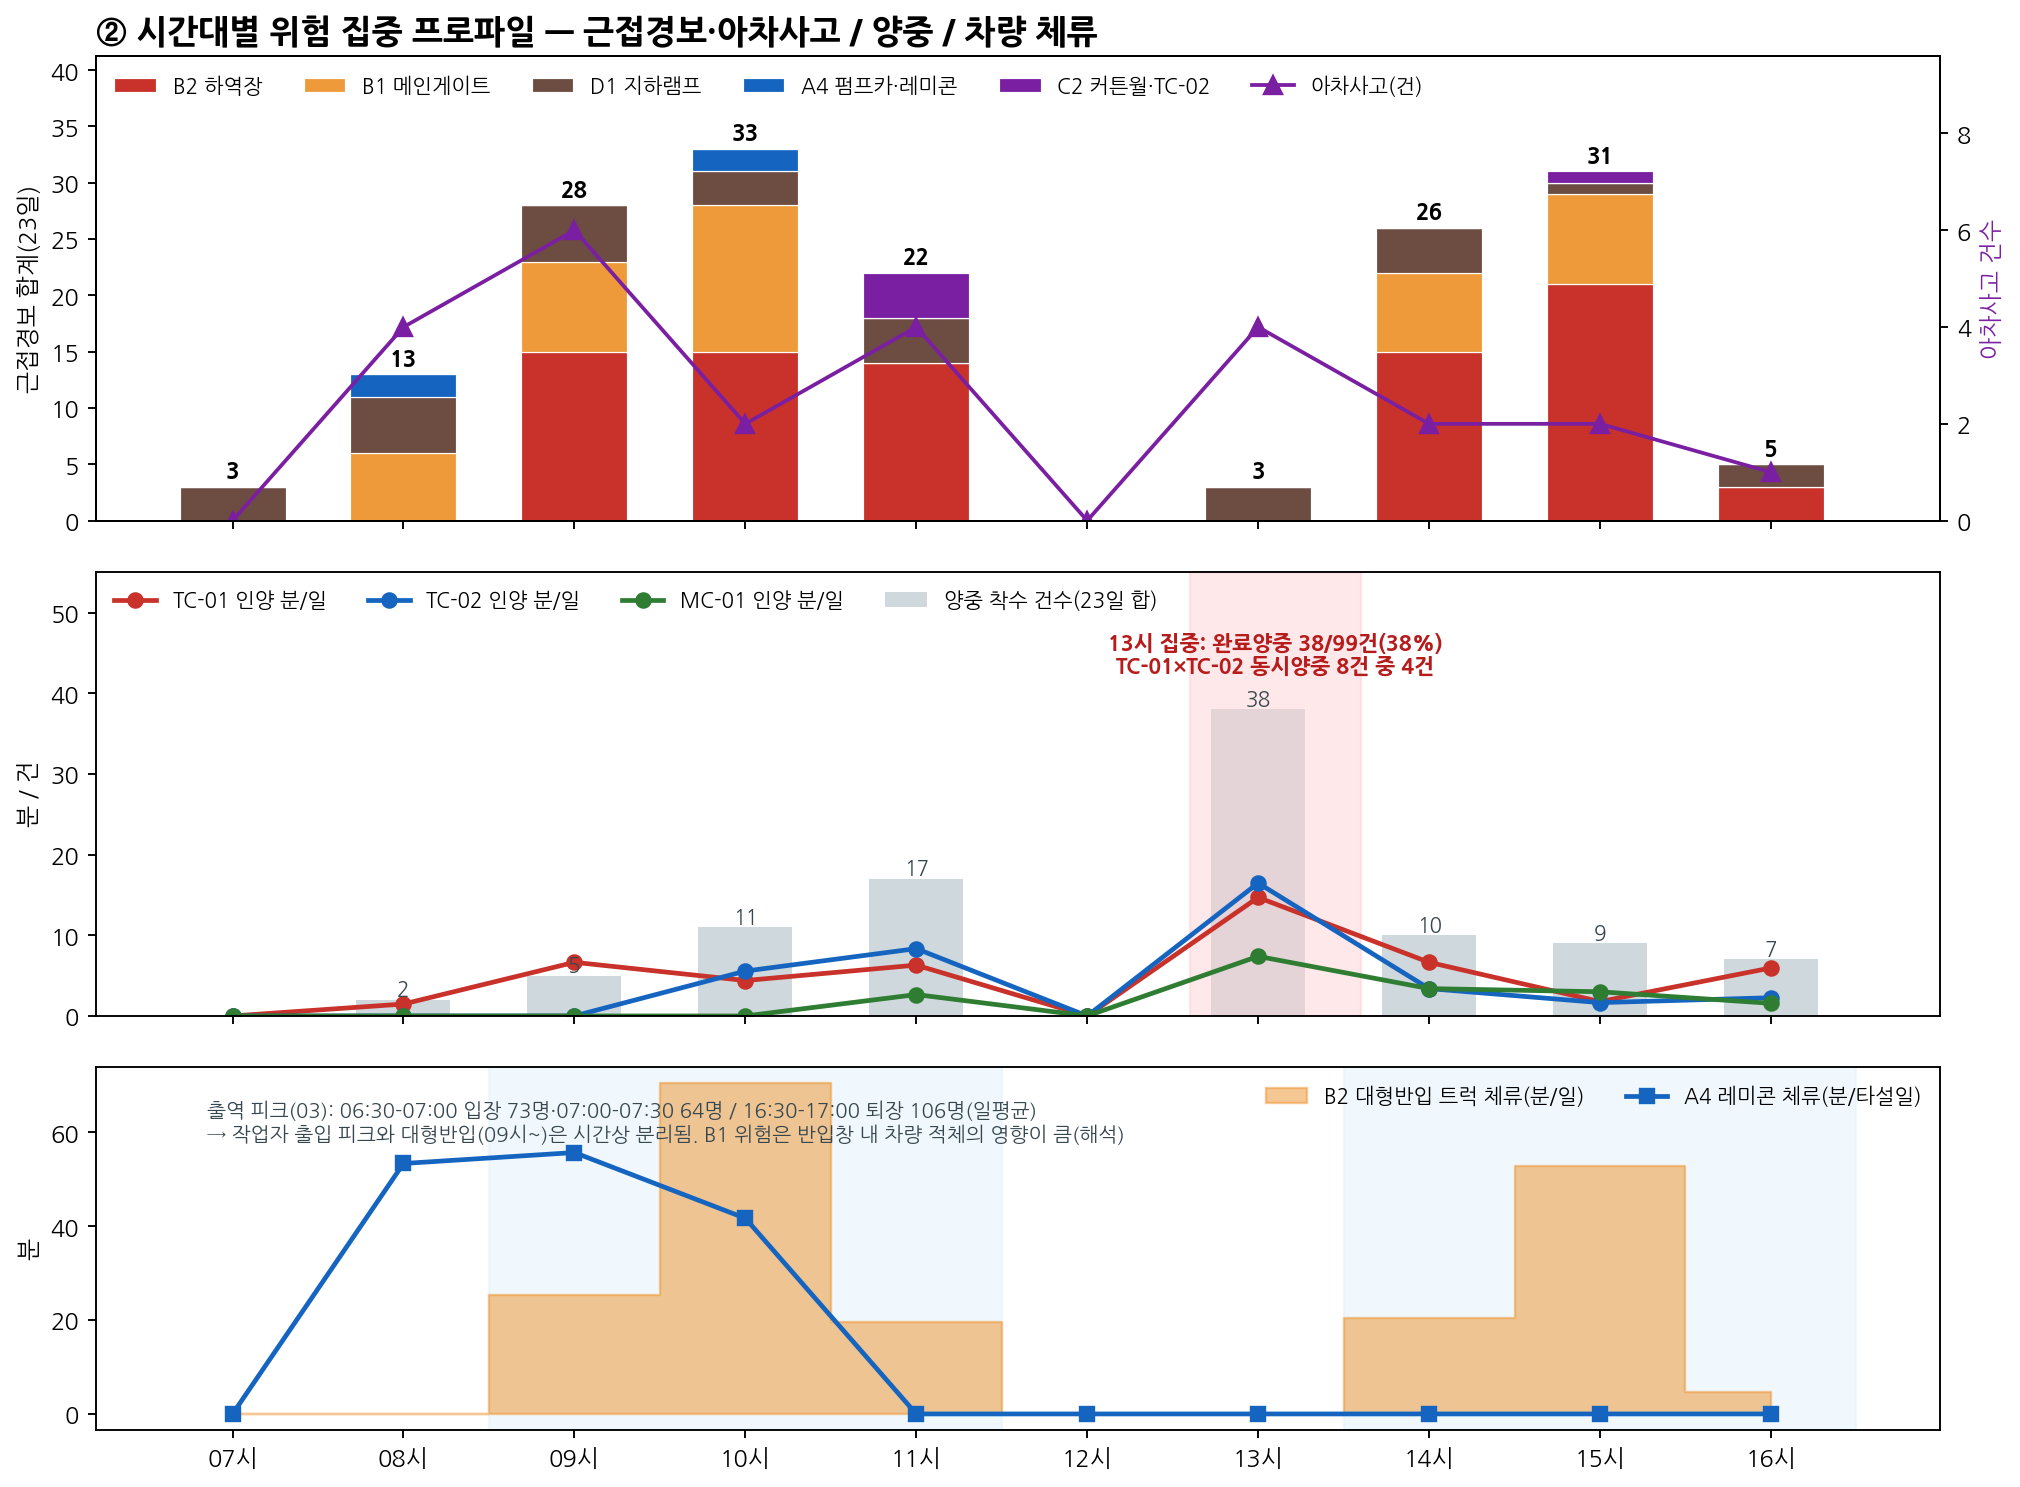 ② 시간대별 위험 집중 프로파일 — 근접경보·아차사고 / 양중 / 차량 체류
B2 하역장
B1 메인게이트
D1 지하램프
A4 펌프카·레미콘
C2 커튼월·TC-02
아차사고(건)
근접경보 합계(23일)
40
35
30
25
20
15
10
5
0
3
13
28
33
22
3
26
31
5
8
6
4
2
0
아차사고 건수
TC-01 인양 분/일
TC-02 인양 분/일
MC-01 인양 분/일
양중 착수 건수(23일 합)
13시 집중: 완료양중 38/99건(38%)
TC-01×TC-02 동시양중 8건 중 4건
분 / 건
50
40
30
20
10
0
2
5
11
17
38
10
9
7
B2 대형반입 트럭 체류(분/일)
A4 레미콘 체류(분/타설일)
출역 피크(03): 06:30-07:00 입장 73명·07:00-07:30 64명 / 16:30-17:00 퇴장 106명(일평균)
→ 작업자 출입 피크와 대형반입(09시~)은 시간상 분리됨. B1 위험은 반입창 내 차량 적체의 영향이 큼(해석)
분
60
40
20
0
07시
08시
09시
10시
11시
12시
13시
14시
15시
16시